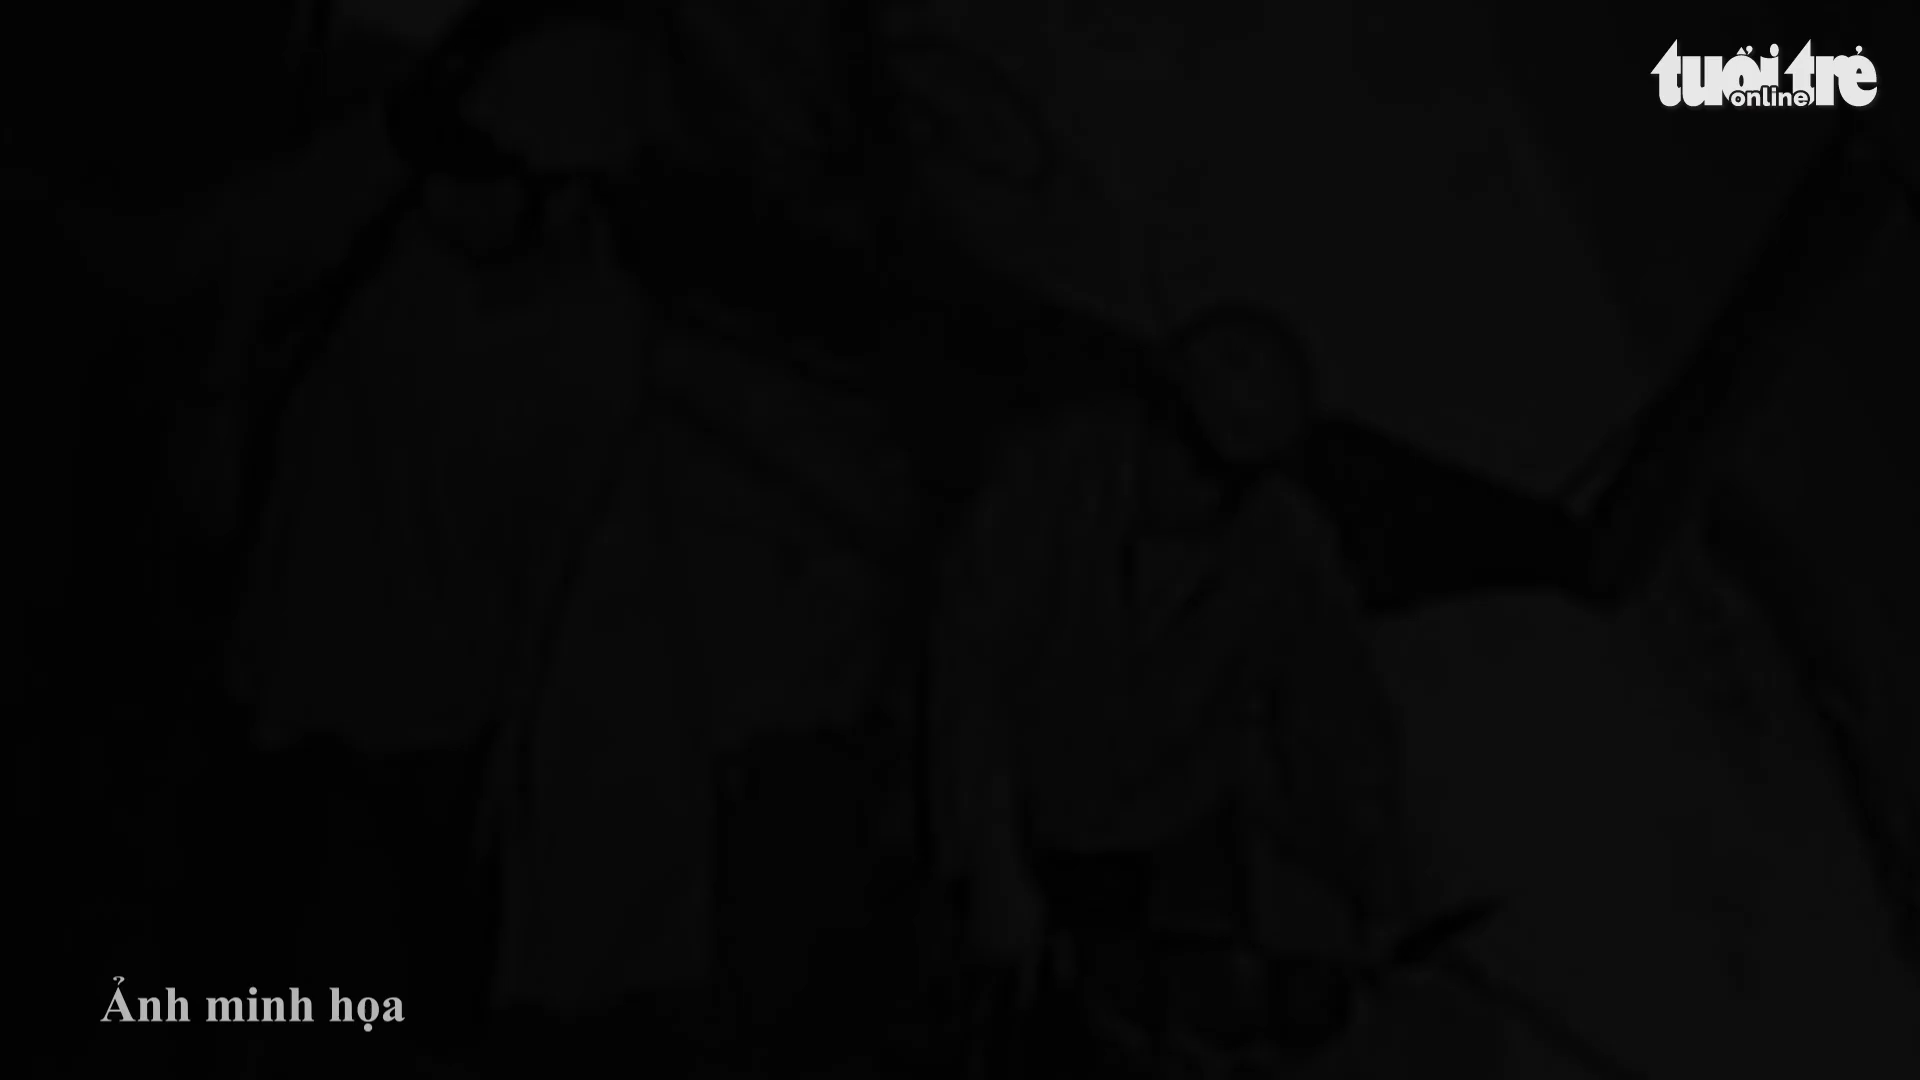 tuổi trẻ
online
Ảnh minh họa